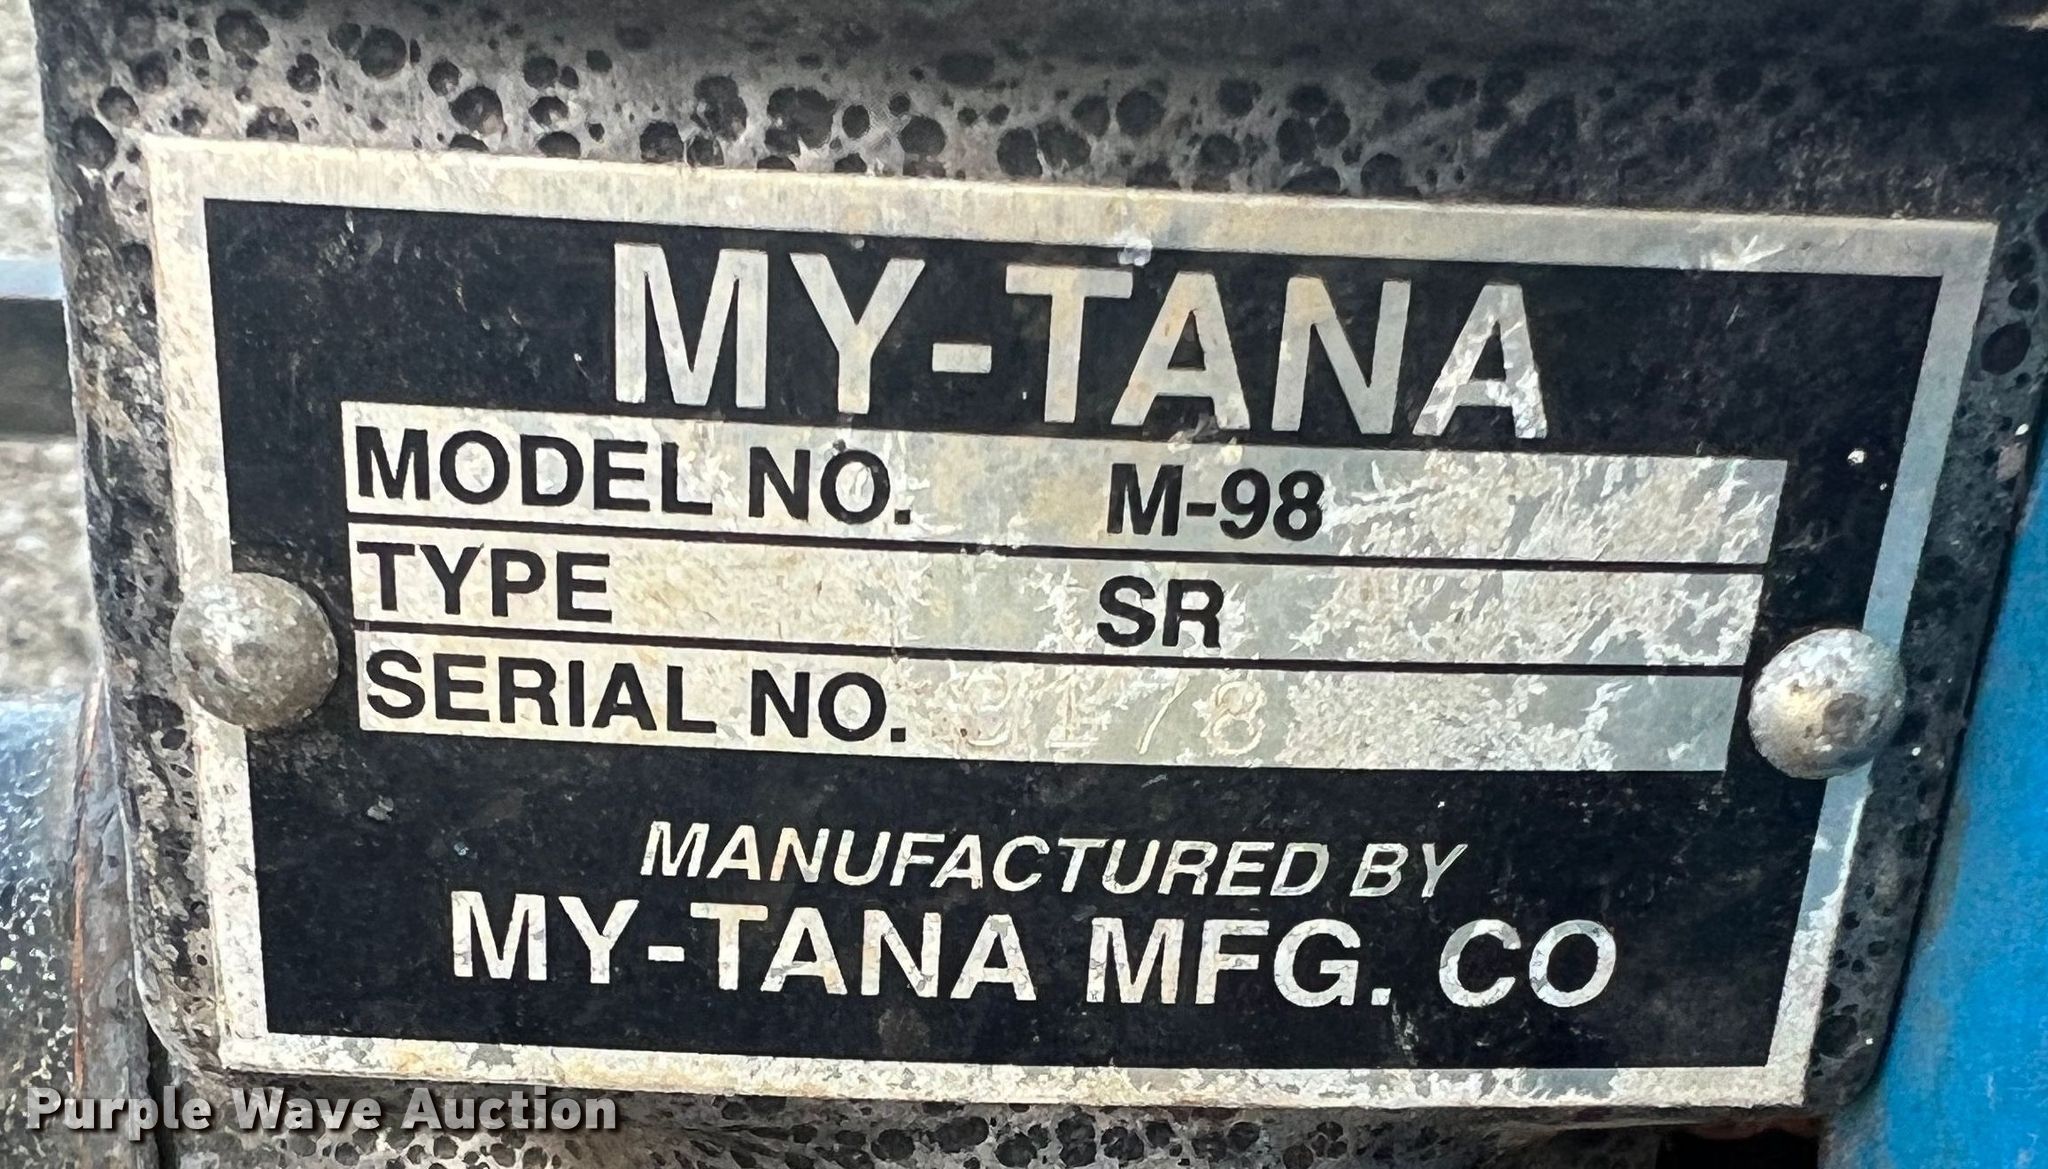 MY-TANA
MODEL NO. M-98
TYPE SR
SERIAL NO.
MANUFACTURED BY
MY-TANA MFG. CO
Purple Wave Auction